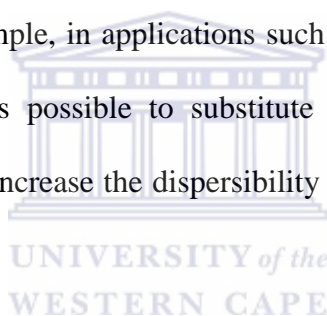 mple, in applications such
s possible to substitute
ncrease the dispersibility
UNIVERSITY of the
WESTERN CAPE